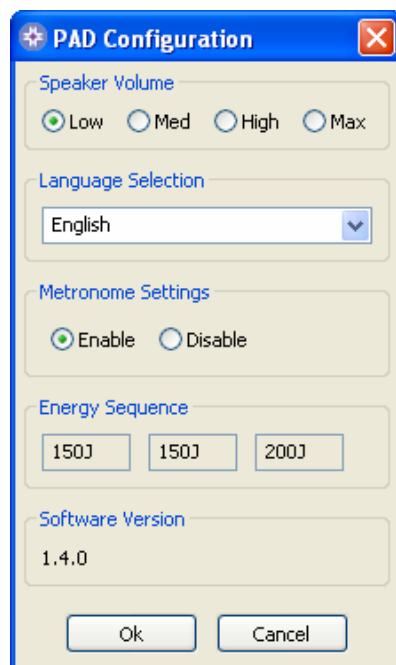 PAD Configuration
Speaker Volume
Low Med High Max
Language Selection
English
Metronome Settings
Enable Disable
Energy Sequence
150J 150J 200J
Software Version
1.4.0
Ok Cancel